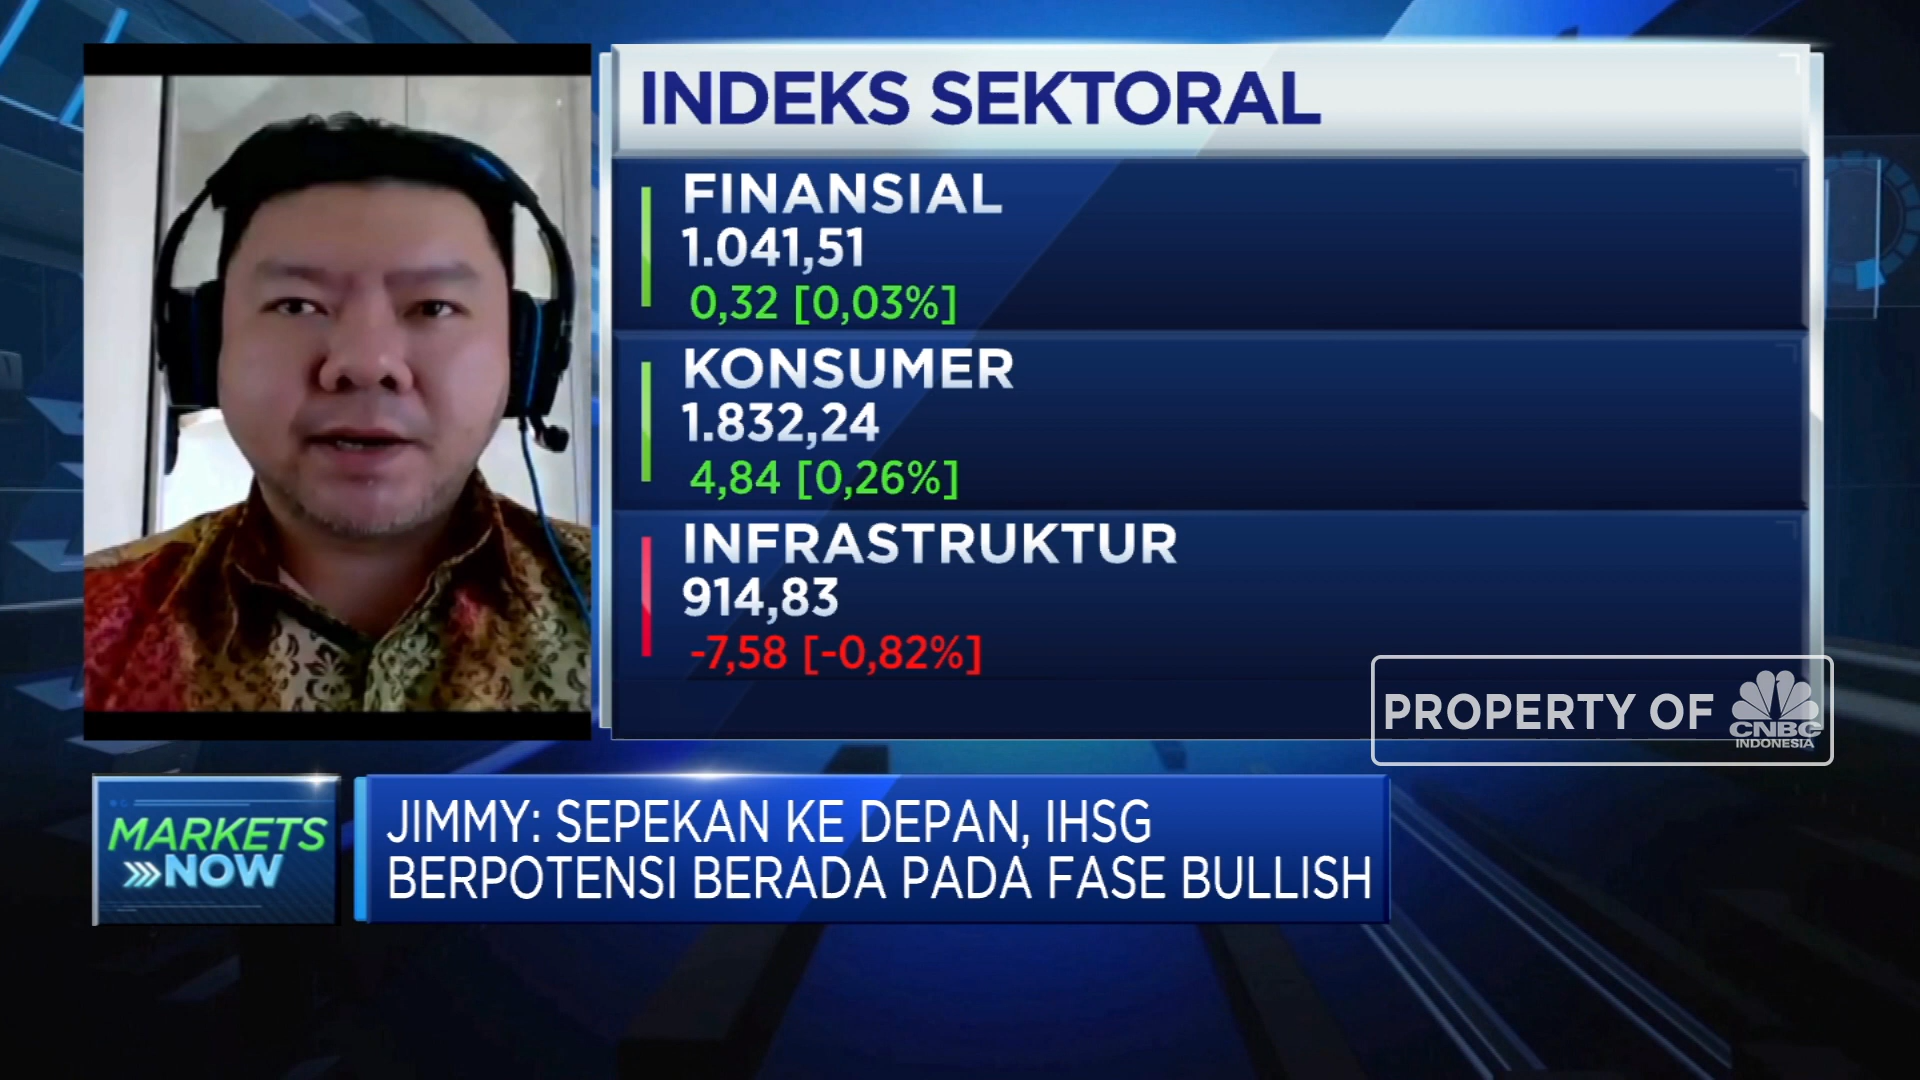 INDEKS SEKTORAL
FINANSIAL
1.041,51
0,32 [0,03%]
KONSUMER
1.832,24
4,84 [0,26%]
INFRASTRUKTUR
914,83
-7,58 [-0,82%]
PROPERTY OF CNBC INDONESIA
MARKETS
NOW
JIMMY: SEPEKAN KE DEPAN, IHSG
BERPOTENSI BERADA PADA FASE BULLISH